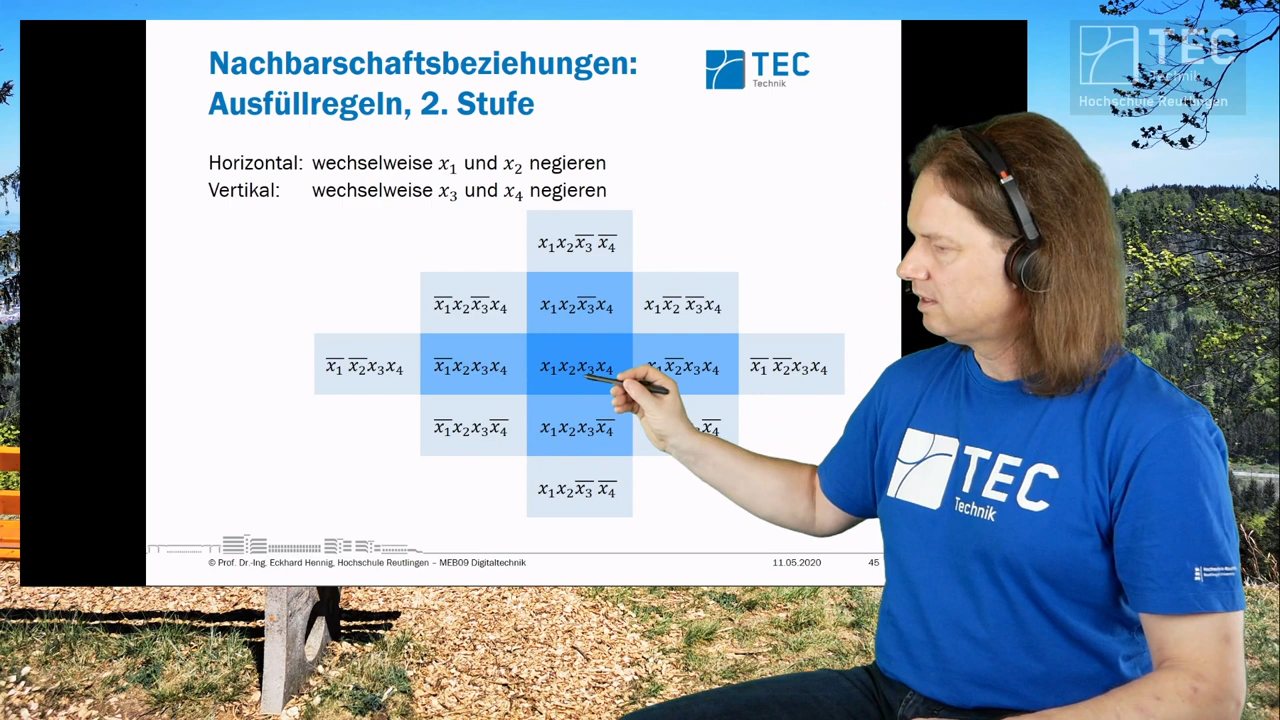 Nachbarschaftsbeziehungen:
Ausfüllregeln, 2. Stufe
TEC
Technik
TEC
Technik
Hochschule Reutlingen
Horizontal: wechselweise x₁ und x₂ negieren
Vertikal: wechselweise x₃ und x₄ negieren
x₁x₂x̅₃ x̅₄
x̅₁x₂x̅₃x₄ x₁x₂x̅₃x₄ x₁x̅₂ x̅₃x₄
x̅₁ x̅₂x₃x₄ x̅₁x₂x₃x₄ x₁x₂x₃x₄ x₁x̅₂x₃x₄ x̅₁ x̅₂x₃x₄
x̅₁x₂x₃x̅₄ x₁x₂x₃x̅₄ x̅₄
x₁x₂x̅₃ x̅₄
© Prof. Dr.-Ing. Eckhard Hennig, Hochschule Reutlingen – MEB09 Digitaltechnik 11.05.2020 45
TEC
Technik